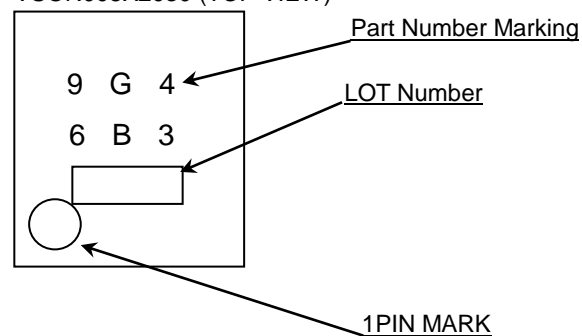 Part Number Marking
9 G 4
LOT Number
6 B 3
1PIN MARK